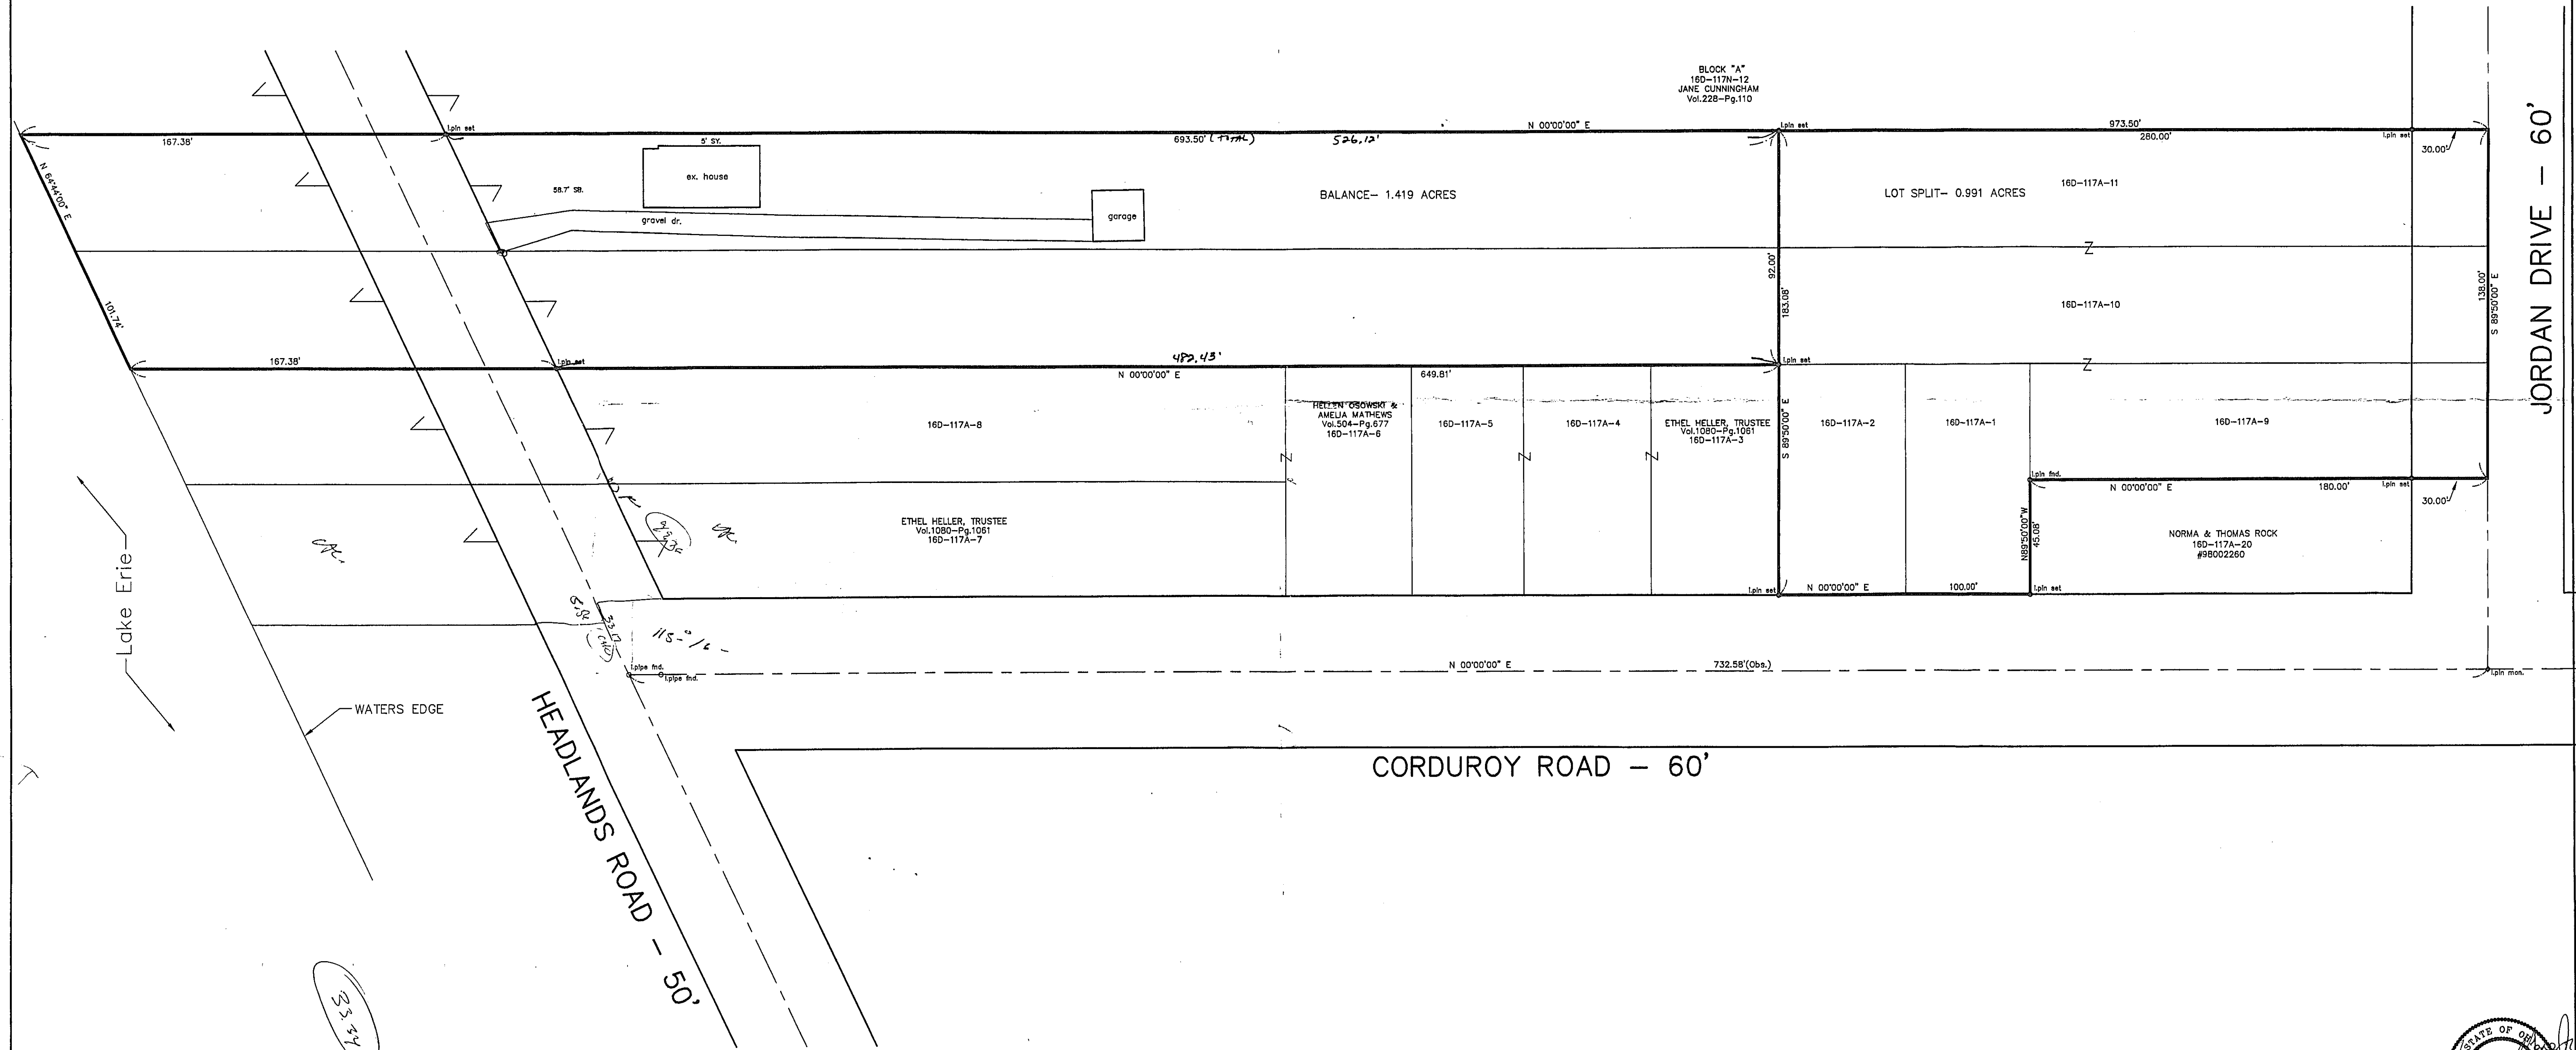 BLOCK "A"
16D-117N-12
JANE CUNNINGHAM
Vol.228-Pg.110
167.38'
i.pin set
5' SY.
693.50' (TOTAL)
526.12'
N 00°00'00" E
i.pin set
973.50'
280.00'
i.pin set
30.00'
N 64°44'00" E
101.74'
58.7' SB.
ex. house
gravel dr.
garage
BALANCE- 1.419 ACRES
LOT SPLIT- 0.991 ACRES
16D-117A-11
Z
92.00'
183.08'
16D-117A-10
138.00'
S 89°50'00" E
JORDAN DRIVE - 60'
167.38'
i.pin set
482.43'
i.pin set
Z
N 00°00'00" E
649.81'
16D-117A-8
HELLEN OSOWSKI &
AMELIA MATHEWS
Vol.504-Pg.677
16D-117A-6
16D-117A-5
16D-117A-4
ETHEL HELLER, TRUSTEE
Vol.1080-Pg.1061
16D-117A-3
S 89°50'00" E
16D-117A-2
16D-117A-1
16D-117A-9
Z
Z
Z
i.pin fnd.
N 00°00'00" E
180.00'
i.pin set
30.00'
ETHEL HELLER, TRUSTEE
Vol.1080-Pg.1061
16D-117A-7
N89°50'00"W
45.08'
NORMA & THOMAS ROCK
16D-117A-20
#98002260
i.pin set
N 00°00'00" E
100.00'
i.pin set
Lake Erie
33.17
i.pipe fnd.
i.pipe fnd.
N 00°00'00" E
732.58'(Obs.)
i.pin mon.
WATERS EDGE
HEADLANDS ROAD - 50'
CORDUROY ROAD - 60'
33.34
STATE OF